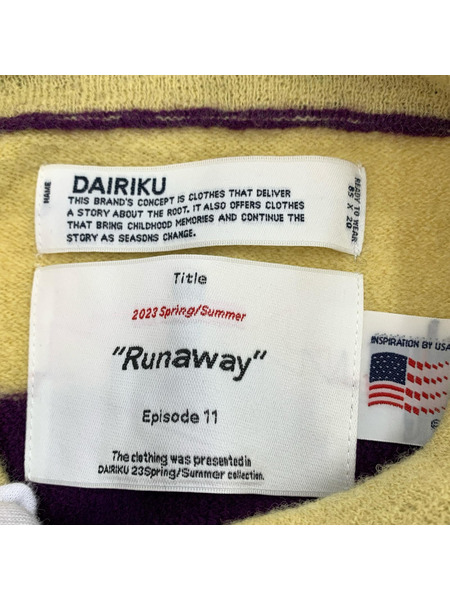 NAME
DAIRIKU
THIS BRAND'S CONCEPT IS CLOTHES THAT DELIVER
A STORY ABOUT THE ROOT. IT ALSO OFFERS CLOTHES
THAT BRING CHILDHOOD MEMORIES AND CONTINUE THE
STORY AS SEASONS CHANGE.
READY TO WEAR
85 X 20
Title
2023 Spring/Summer
"Runaway"
Episode 11
The clothing was presented in
DAIRIKU 23Spring/Summer collection.
INSPIRATION BY USA